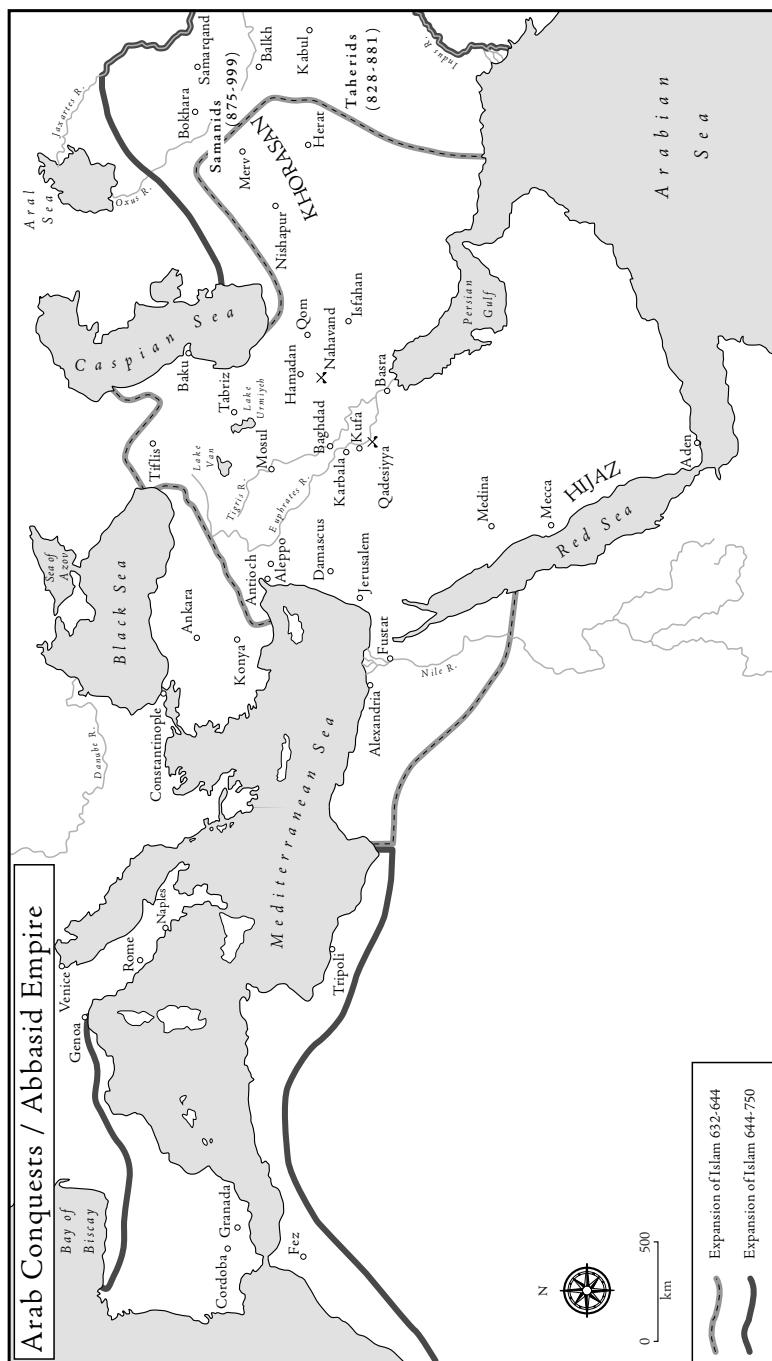 Arab Conquests / Abbasid Empire
Bay of
Biscay
Genoa
Venice
Rome
Naples
Cordoba
Granada
Fez
Tripoli
Mediterranean Sea
Danube R.
Constantinople
Black Sea
Sea of
Azov
Ankara
Konya
Antioch
Aleppo
Damascus
Jerusalem
Alexandria
Fustat
Nile R.
Tiflis
Caspian Sea
Baku
Tabriz
Lake
Urmiyeh
Lake
Van
Mosul
Tigris R.
Euphrates R.
Baghdad
Karbala
Kufa
Qadesiyya
Basra
Hamadan
Qom
Nahavand
Isfahan
Persian
Gulf
Medina
Mecca
HIJAZ
Red Sea
Aden
Aral
Sea
Jaxartes R.
Oxus R.
Bokhara
Samarqand
Samanids
(875-999)
Balkh
Kabul
Merv
Nishapur
KHORASAN
Herat
Taherids
(828-881)
Indus R.
Arabian
Sea
N
0
500
km
Expansion of Islam 632-644
Expansion of Islam 644-750